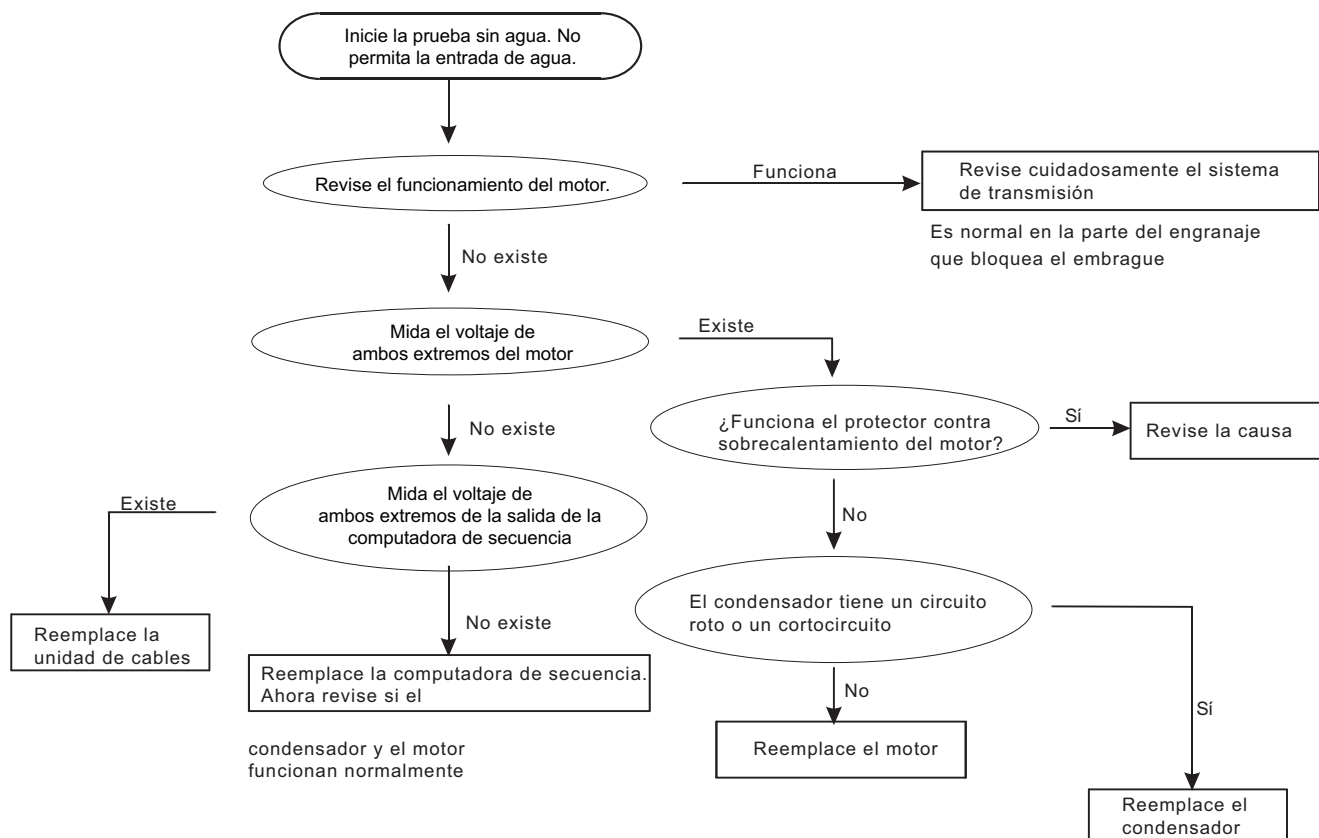 Inicie la prueba sin agua. No
permita la entrada de agua.
Revise el funcionamiento del motor.
Funciona
Revise cuidadosamente el sistema
de transmisión
Es normal en la parte del engranaje
que bloquea el embrague
No existe
Mida el voltaje de
ambos extremos del motor
Existe
¿Funciona el protector contra
sobrecalentamiento del motor?
Sí
Revise la causa
No existe
Mida el voltaje de
ambos extremos de la salida de la
computadora de secuencia
Existe
Reemplace la
unidad de cables
No existe
Reemplace la computadora de secuencia.
Ahora revise si el
condensador y el motor
funcionan normalmente
No
El condensador tiene un circuito
roto o un cortocircuito
No
Reemplace el motor
Sí
Reemplace el
condensador